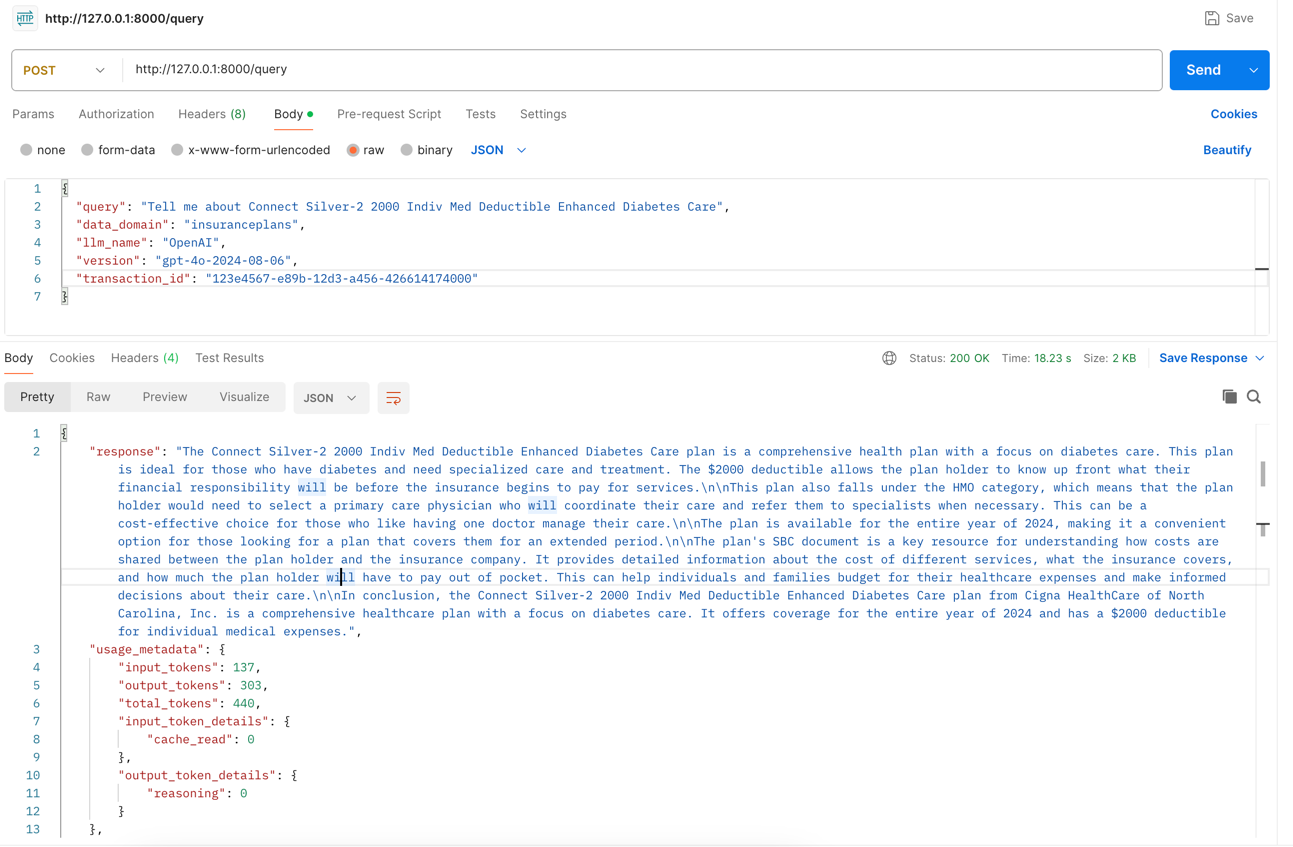 HTTP http://127.0.0.1:8000/query Save
POST http://127.0.0.1:8000/query Send
Params Authorization Headers (8) Body Pre-request Script Tests Settings Cookies
none form-data x-www-form-urlencoded raw binary JSON Beautify
1 {
2 "query": "Tell me about Connect Silver-2 2000 Indiv Med Deductible Enhanced Diabetes Care",
3 "data_domain": "insuranceplans",
4 "llm_name": "OpenAI",
5 "version": "gpt-4o-2024-08-06",
6 "transaction_id": "123e4567-e89b-12d3-a456-426614174000"
7 }
Body Cookies Headers (4) Test Results Status: 200 OK Time: 18.23 s Size: 2 KB Save Response
Pretty Raw Preview Visualize JSON
1 {
2 "response": "The Connect Silver-2 2000 Indiv Med Deductible Enhanced Diabetes Care plan is a comprehensive health plan with a focus on diabetes care. This plan
is ideal for those who have diabetes and need specialized care and treatment. The $2000 deductible allows the plan holder to know up front what their
financial responsibility will be before the insurance begins to pay for services.\n\nThis plan also falls under the HMO category, which means that the plan
holder would need to select a primary care physician who will coordinate their care and refer them to specialists when necessary. This can be a
cost-effective choice for those who like having one doctor manage their care.\n\nThe plan is available for the entire year of 2024, making it a convenient
option for those looking for a plan that covers them for an extended period.\n\nThe plan's SBC document is a key resource for understanding how costs are
shared between the plan holder and the insurance company. It provides detailed information about the cost of different services, what the insurance covers,
and how much the plan holder will have to pay out of pocket. This can help individuals and families budget for their healthcare expenses and make informed
decisions about their care.\n\nIn conclusion, the Connect Silver-2 2000 Indiv Med Deductible Enhanced Diabetes Care plan from Cigna HealthCare of North
Carolina, Inc. is a comprehensive healthcare plan with a focus on diabetes care. It offers coverage for the entire year of 2024 and has a $2000 deductible
for individual medical expenses.",
3 "usage_metadata": {
4 "input_tokens": 137,
5 "output_tokens": 303,
6 "total_tokens": 440,
7 "input_token_details": {
8 "cache_read": 0
9 },
10 "output_token_details": {
11 "reasoning": 0
12 }
13 },